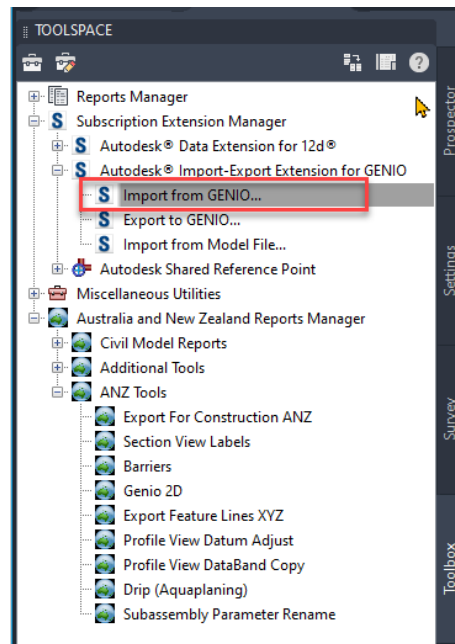 TOOLSPACE
?
Reports Manager
S Subscription Extension Manager
S Autodesk® Data Extension for 12d®
S Autodesk® Import-Export Extension for GENIO
S Import from GENIO...
S Export to GENIO...
S Import from Model File...
Autodesk Shared Reference Point
Miscellaneous Utilities
Australia and New Zealand Reports Manager
Civil Model Reports
Additional Tools
ANZ Tools
Export For Construction ANZ
Section View Labels
Barriers
Genio 2D
Export Feature Lines XYZ
Profile View Datum Adjust
Profile View DataBand Copy
Drip (Aquaplaning)
Subassembly Parameter Rename
Prospector
Settings
Survey
Toolbox